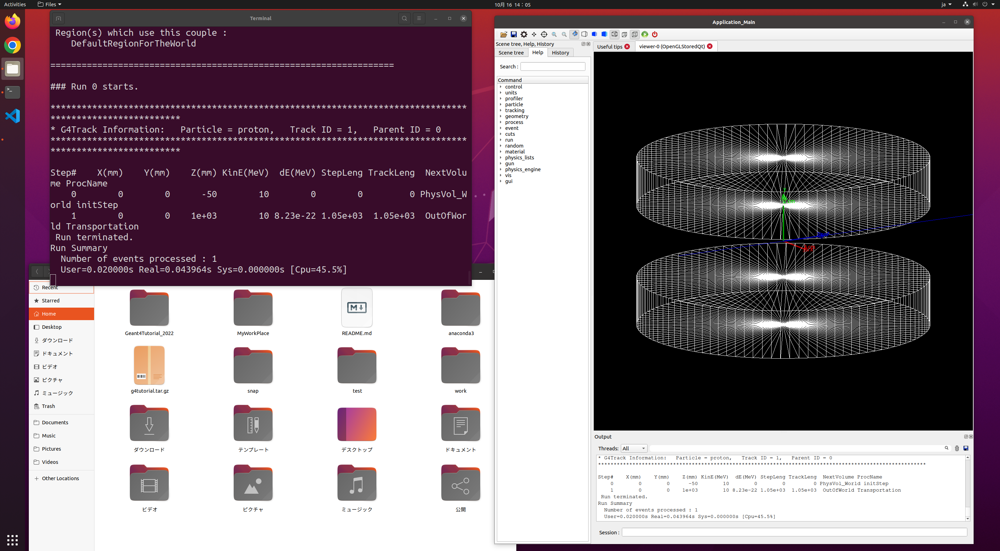 Activities
Files
10月 16 14：05
ja
Terminal
Region(s) which use this couple :
DefaultRegionForTheWorld
===================================================================
### Run 0 starts.
********************************************************************************
*************************
* G4Track Information:   Particle = proton,   Track ID = 1,   Parent ID = 0
********************************************************************************
*************************
Step#    X(mm)    Y(mm)    Z(mm) KinE(MeV)  dE(MeV) StepLeng TrackLeng  NextVolu
me ProcName
0        0        0      -50        10        0        0         0 PhysVol_W
orld initStep
1        0        0    1e+03        10 8.23e-22 1.05e+03  1.05e+03  OutOfWor
ld Transportation
Run terminated.
Run Summary
Number of events processed : 1
User=0.020000s Real=0.043964s Sys=0.000000s [Cpu=45.5%]
Recent
Starred
Home
Desktop
ダウンロード
ドキュメント
ビデオ
ピクチャ
ミュージック
Trash
Documents
Music
Pictures
Videos
Other Locations
Geant4Tutorial_2022
MyWorkPlace
README.md
anaconda3
g4tutorial.tar.gz
snap
test
work
ダウンロード
テンプレート
デスクトップ
ドキュメント
ビデオ
ピクチャ
ミュージック
公開
Application_Main
Scene tree, Help, History
Scene tree
Help
History
Search :
Command
control
units
profiler
particle
tracking
geometry
process
event
cuts
run
random
material
physics_lists
gun
physics_engine
vis
gui
Useful tips
viewer-0 (OpenGLStoredQt)
y
Output
Threads:
All
* G4Track Information:   Particle = proton,   Track ID = 1,   Parent ID = 0
*********************************************************************************************************
Step#    X(mm)    Y(mm)    Z(mm) KinE(MeV)  dE(MeV) StepLeng TrackLeng  NextVolume ProcName
0        0        0      -50        10        0        0         0 PhysVol_World initStep
1        0        0    1e+03        10 8.23e-22 1.05e+03  1.05e+03  OutOfWorld Transportation
Run terminated.
Run Summary
Number of events processed : 1
User=0.020000s Real=0.043964s Sys=0.000000s [Cpu=45.5%]
Session :